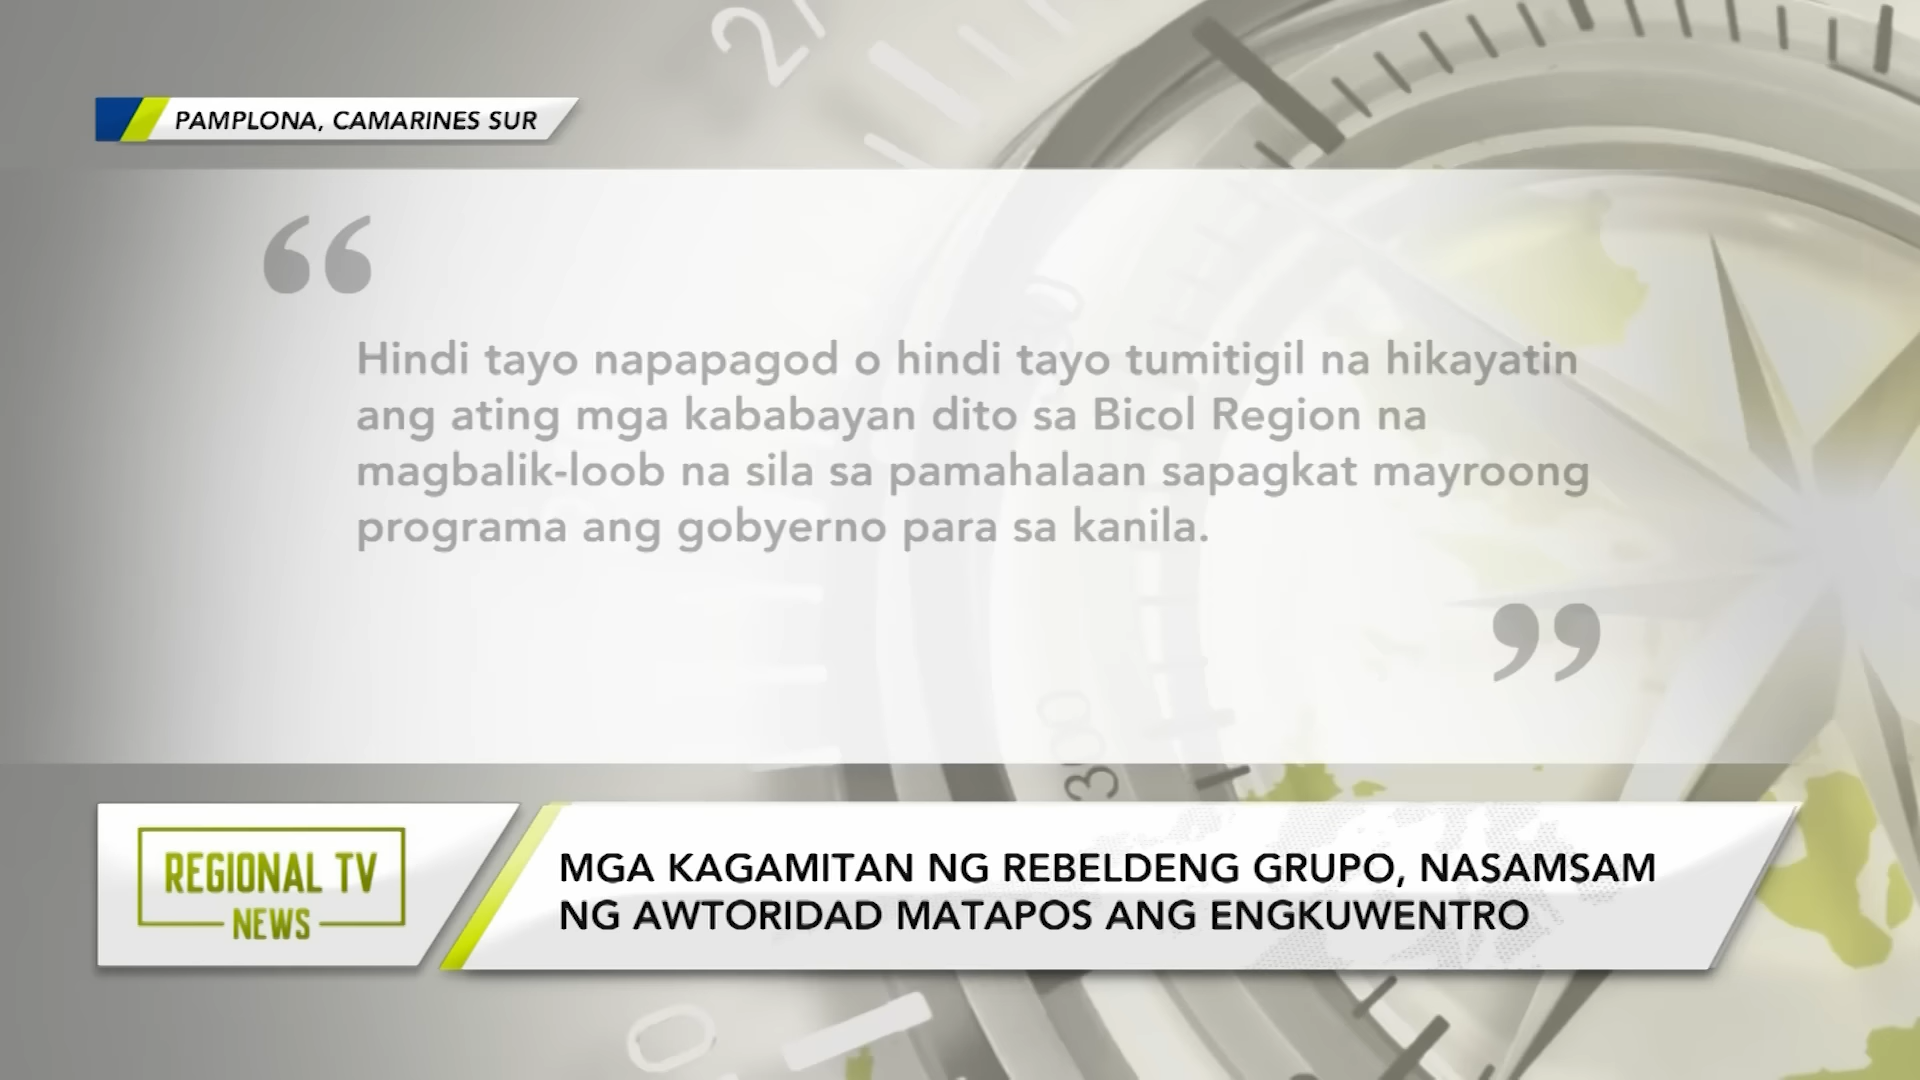 PAMPLONA, CAMARINES SUR
“
Hindi tayo napapagod o hindi tayo tumitigil na hikayatin
ang ating mga kababayan dito sa Bicol Region na
magbalik-loob na sila sa pamahalaan sapagkat mayroong
programa ang gobyerno para sa kanila.
”
300
REGIONAL TV
NEWS
MGA KAGAMITAN NG REBELDENG GRUPO, NASAMSAM
NG AWTORIDAD MATAPOS ANG ENGKUWENTRO